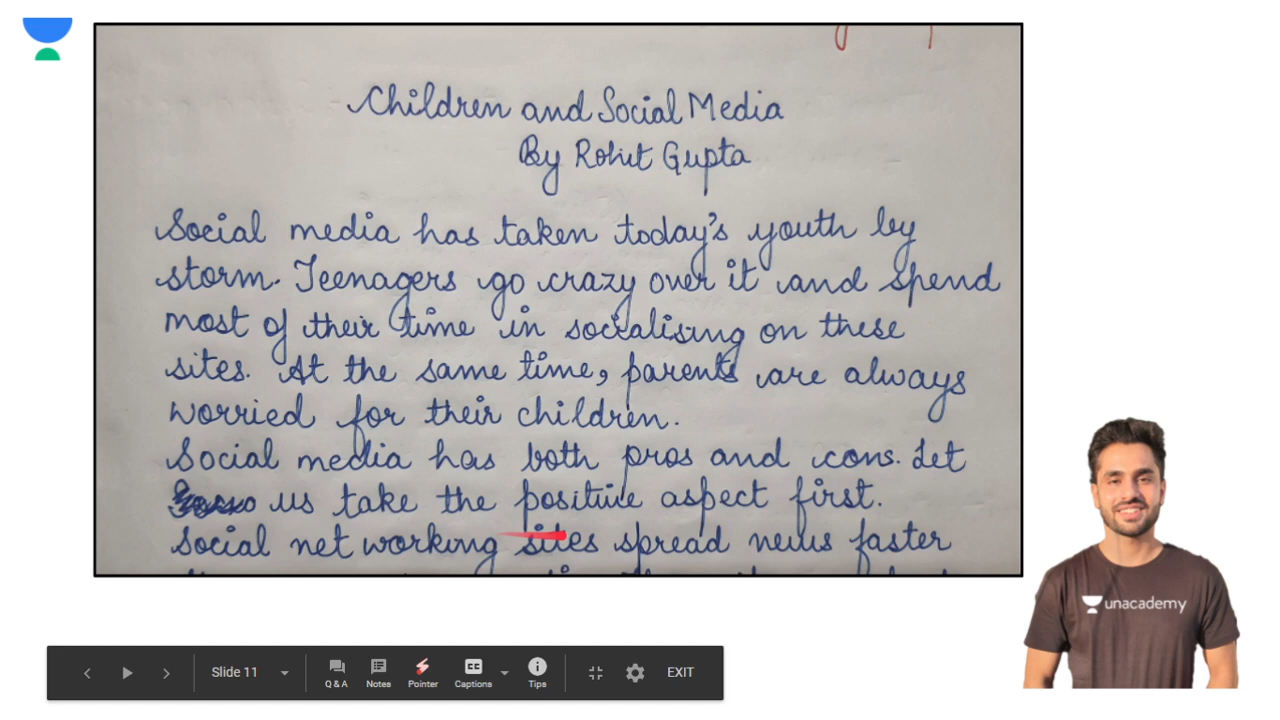 Children and Social Media
By Rohit Gupta
Social media has taken today's youth by
storm. Teenagers go crazy over it and spend
most of their time in socialising on these
sites. At the same time, parents are always
worried for their children.
Social media has both pros and cons. Let
us take the positive aspect first.
Social net working sites spread news faster
unacademy
Slide 11
Q & A
Notes
Pointer
CC
Captions
Tips
EXIT